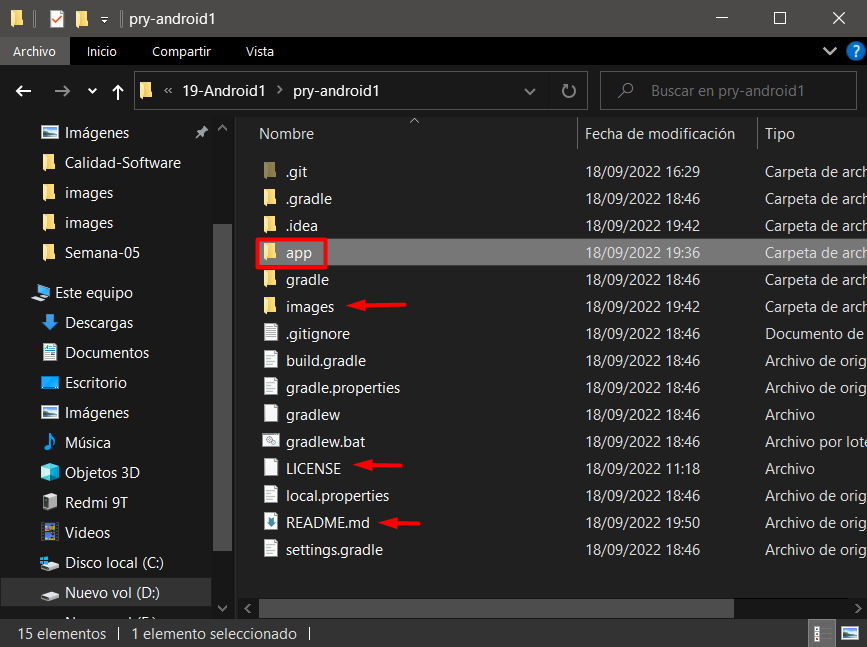 pry-android1
Archivo Inicio Compartir Vista
« 19-Android1 > pry-android1 Buscar en pry-android1
Imágenes
Calidad-Software
images
images
Semana-05
Este equipo
Descargas
Documentos
Escritorio
Imágenes
Música
Objetos 3D
Redmi 9T
Videos
Disco local (C:)
Nuevo vol (D:)
Nombre Fecha de modificación Tipo
.git 18/09/2022 16:29 Carpeta de arch
.gradle 18/09/2022 18:46 Carpeta de arch
.idea 18/09/2022 19:42 Carpeta de arch
app 18/09/2022 19:36 Carpeta de arch
gradle 18/09/2022 18:46 Carpeta de arch
images 18/09/2022 19:42 Carpeta de arch
.gitignore 18/09/2022 18:46 Documento de
build.gradle 18/09/2022 18:46 Archivo de orig
gradle.properties 18/09/2022 18:46 Archivo de orig
gradlew 18/09/2022 18:46 Archivo
gradlew.bat 18/09/2022 18:46 Archivo por lote
LICENSE 18/09/2022 11:18 Archivo
local.properties 18/09/2022 18:46 Archivo de orig
README.md 18/09/2022 19:50 Archivo de orig
settings.gradle 18/09/2022 18:46 Archivo de orig
15 elementos | 1 elemento seleccionado |